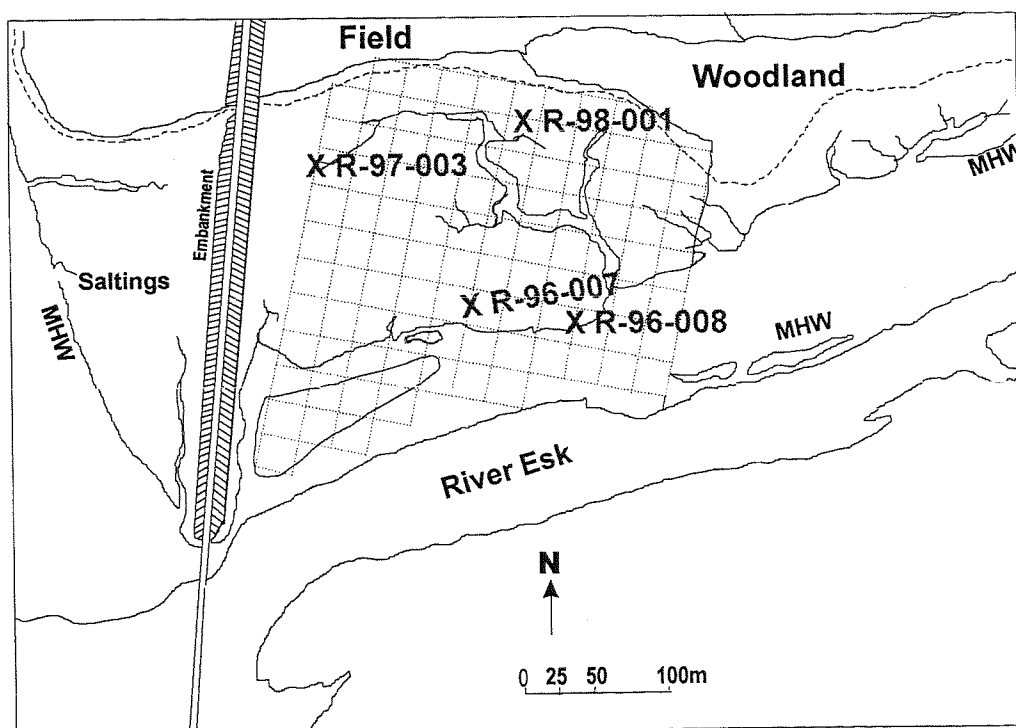 Field
Woodland
X R-98-001
X R-97-003
MHW
Embankment
Saltings
X R-96-007
X R-96-008
MHW
MHW
River Esk
N
0 25 50 100m